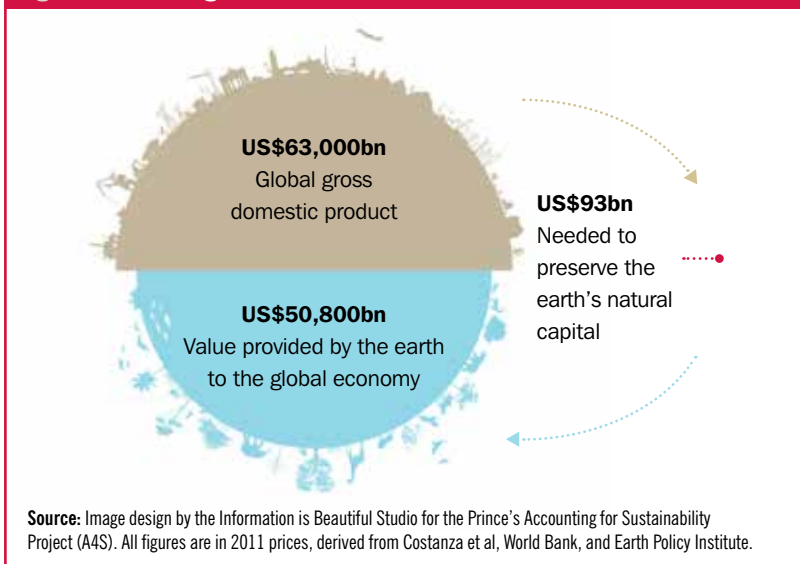 US$63,000bn
Global gross
domestic product
US$50,800bn
Value provided by the earth
to the global economy
US$93bn
Needed to
preserve the
earth's natural
capital
Source: Image design by the Information is Beautiful Studio for the Prince's Accounting for Sustainability
Project (A4S). All figures are in 2011 prices, derived from Costanza et al, World Bank, and Earth Policy Institute.